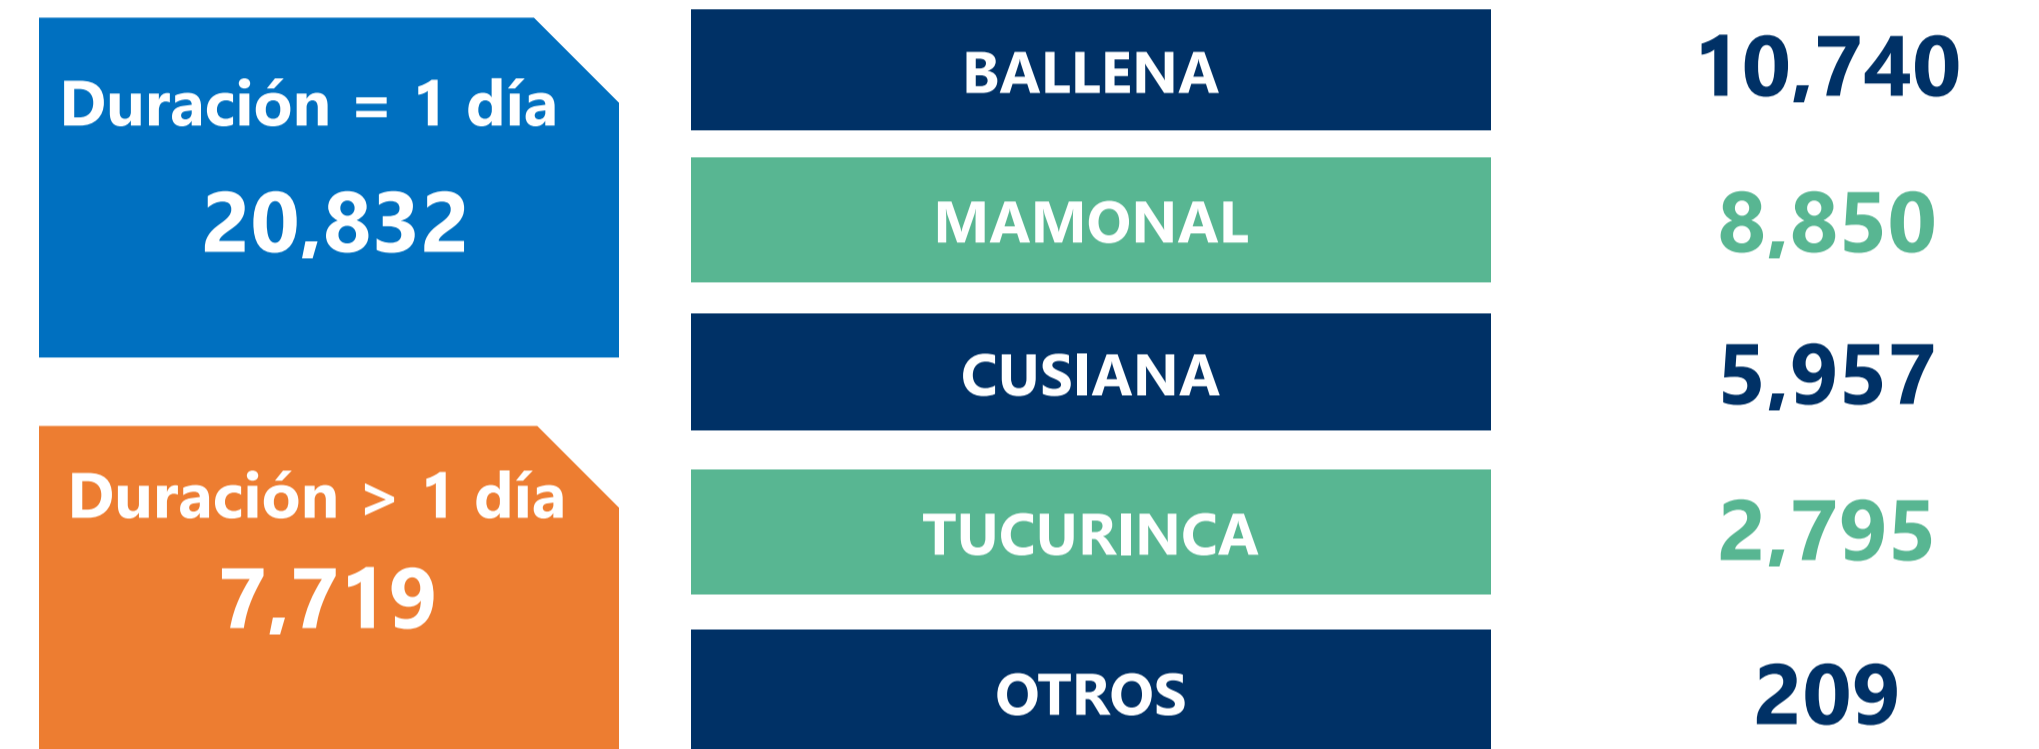 Duración = 1 día
20,832
Duración > 1 día
7,719
BALLENA
10,740
MAMONAL
8,850
CUSIANA
5,957
TUCURINCA
2,795
OTROS
209